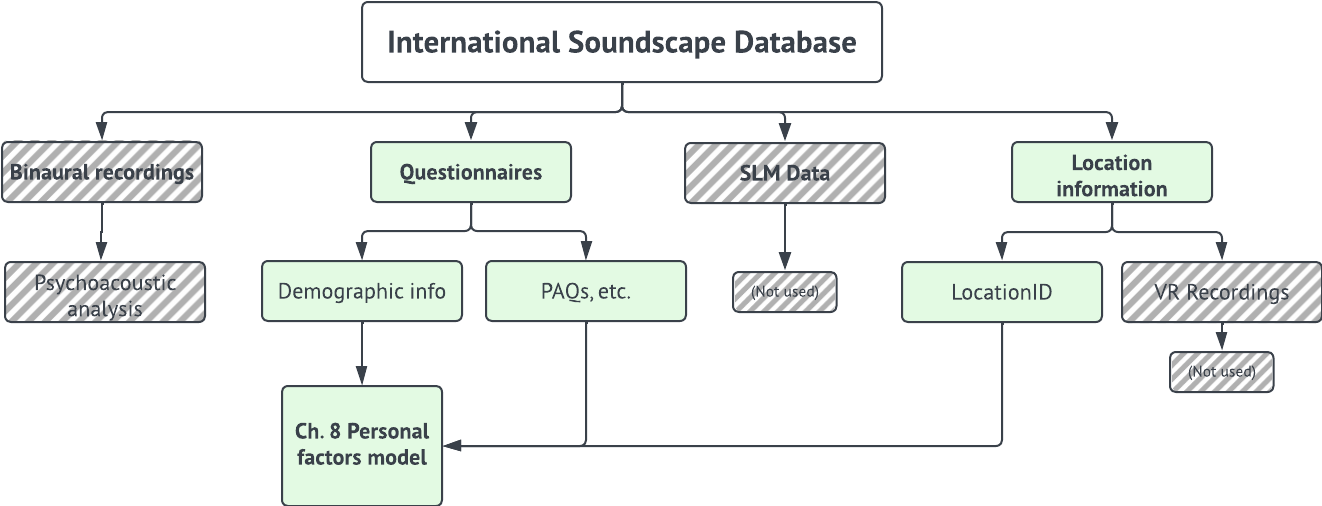 International Soundscape Database
Binaural recordings
Questionnaires
SLM Data
Location
information
Psychoacoustic
analysis
Demographic info
PAQs, etc.
(Not used)
LocationID
VR Recordings
(Not used)
Ch. 8 Personal
factors model